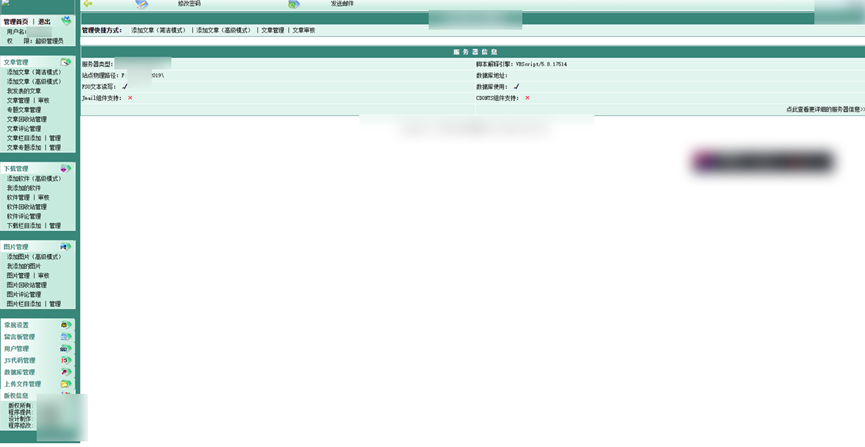 修改密码 发送邮件
管理首页 | 退出
用户名:
权 限: 超级管理员
管理快捷方式: 添加文章(简洁模式) | 添加文章(高级模式) | 文章管理 | 文章审核
服 务 器 信 息
服务器类型: 脚本解释引擎: VBScript/5.8.17514
站点物理路径: F: 2019\ 数据库地址:
FSO文本读写: √ 数据库使用: √
Jmail组件支持: × CDONTS组件支持: ×
点此查看更详细的服务器信息>>
文章管理
添加文章(简洁模式)
添加文章(高级模式)
我发表的文章
文章管理 | 审核
专题文章管理
文章回收站管理
文章评论管理
文章栏目添加 | 管理
文章专题添加 | 管理
下载管理
添加软件(高级模式)
我添加的软件
软件管理 | 审核
软件回收站管理
软件评论管理
下载栏目添加 | 管理
图片管理
添加图片(高级模式)
我添加的图片
图片管理 | 审核
图片回收站管理
图片评论管理
图片栏目添加 | 管理
常规设置
留言板管理
用户管理
JS代码管理
数据库管理
上传文件管理
版权信息
版权所有:
程序提供:
设计制作:
程序修改: